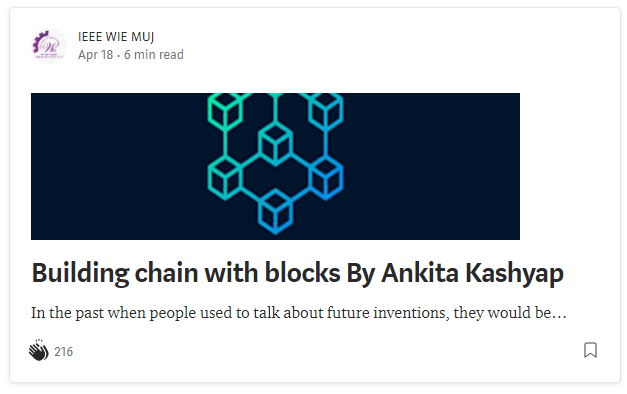 IEEE WIE MUJ
Apr 18 · 6 min read
Building chain with blocks By Ankita Kashyap
In the past when people used to talk about future inventions, they would be…
216